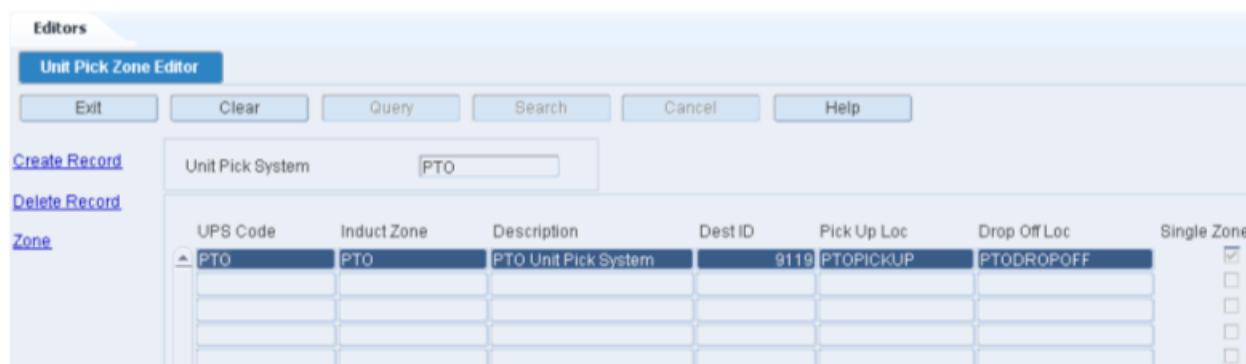 Editors
Unit Pick Zone Editor
Exit Clear Query Search Cancel Help
Create Record
Unit Pick System PTO
Delete Record
Zone
UPS Code Induct Zone Description Dest ID Pick Up Loc Drop Off Loc Single Zone
PTO PTO PTO Unit Pick System 9119 PTOPICKUP PTODROPOFF